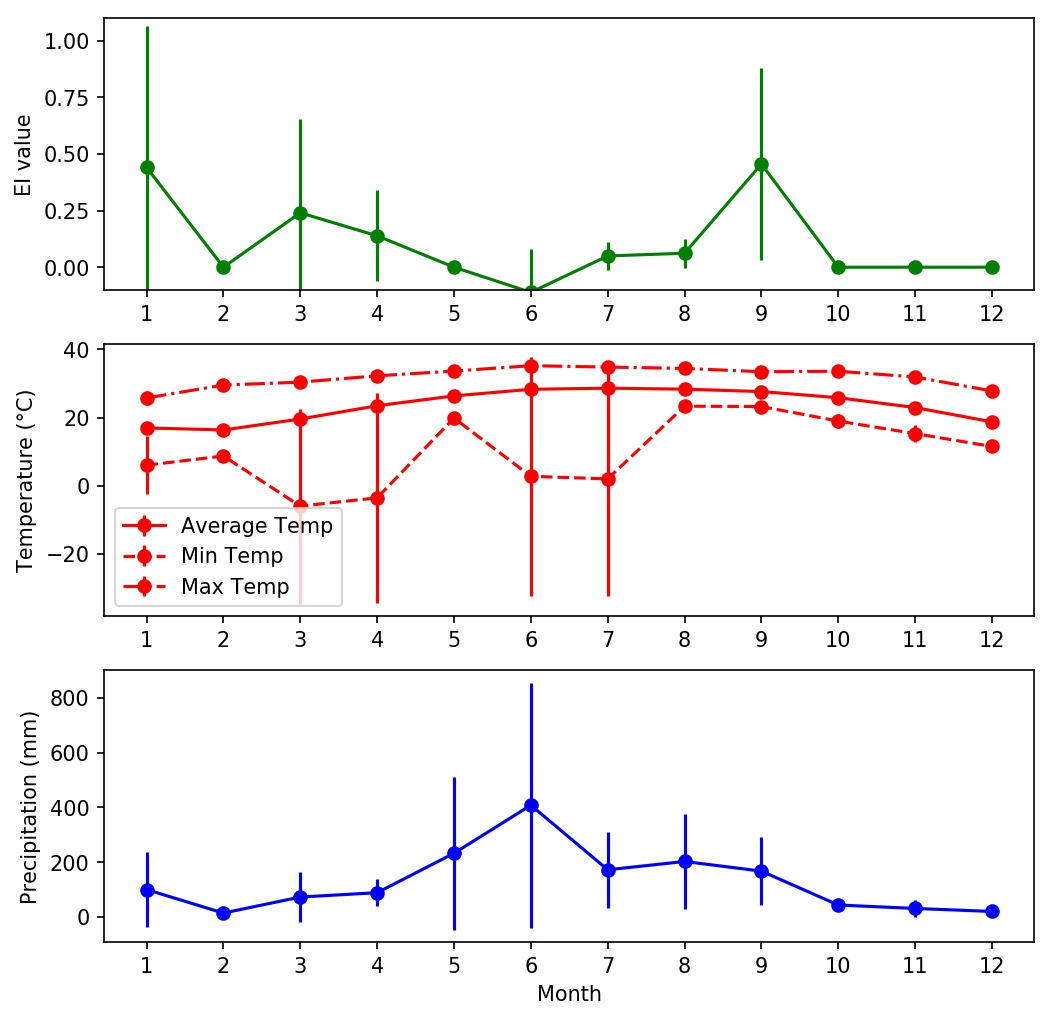 1.00
0.75
0.50
0.25
0.00
EI value
1 2 3 4 5 6 7 8 9 10 11 12
40
20
0
−20
Temperature (°C)
Average Temp
Min Temp
Max Temp
1 2 3 4 5 6 7 8 9 10 11 12
800
600
400
200
0
Precipitation (mm)
1 2 3 4 5 6 7 8 9 10 11 12
Month